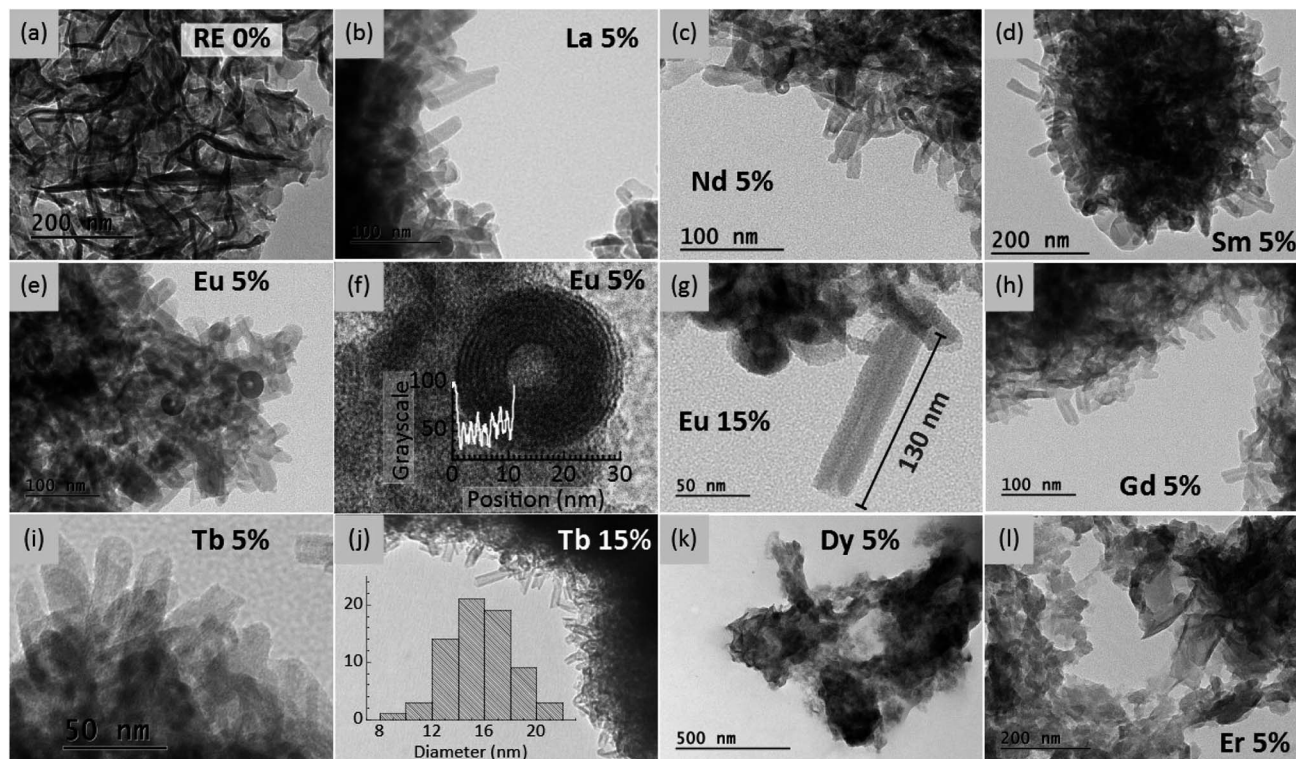 (a)
RE 0%
200 nm
(b)
La 5%
100 nm
(c)
Nd 5%
100 nm
(d)
Sm 5%
200 nm
(e)
Eu 5%
100 nm
(f)
Eu 5%
100
50
Grayscale
0 10 20 30
Position (nm)
(g)
Eu 15%
130 nm
50 nm
(h)
Gd 5%
100 nm
(i)
Tb 5%
50 nm
(j)
Tb 15%
20
10
0
8 12 16 20
Diameter (nm)
(k)
Dy 5%
500 nm
(l)
Er 5%
200 nm